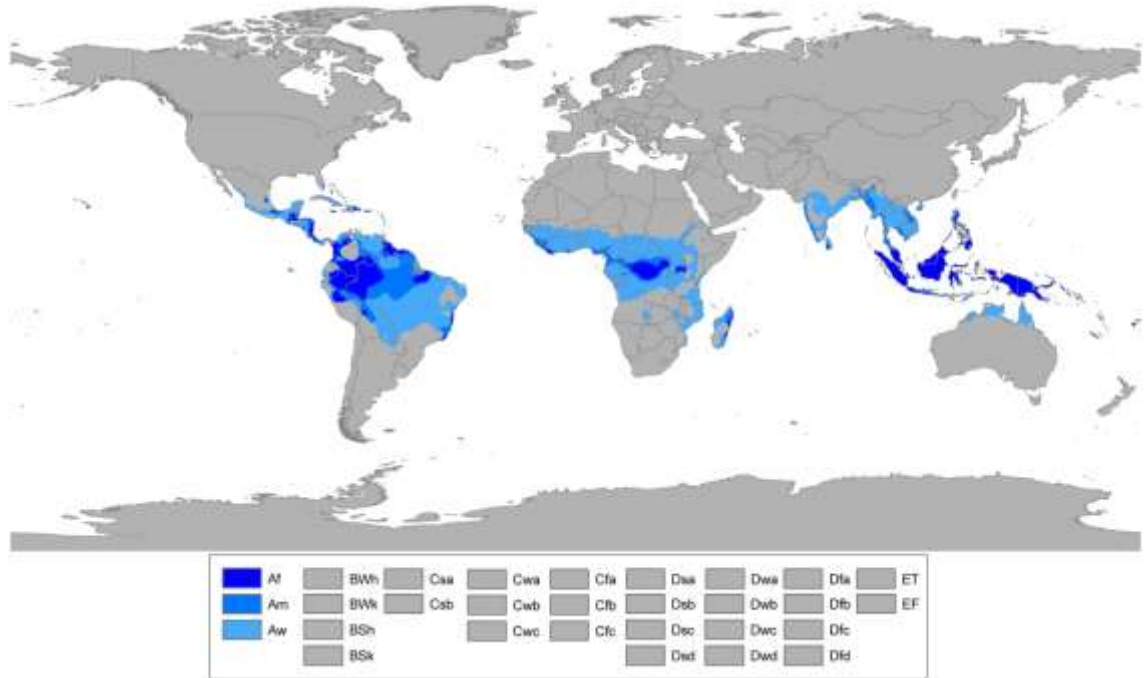 Af BWh Csa Cwa Cfa Dsa Dwa Dfa ET
Am BWk Csb Cwb Cfb Dsb Dwb Dfb EF
Aw BSh Cwc Cfc Dsc Dwc Dfc
BSk Dsd Dwd Dfd